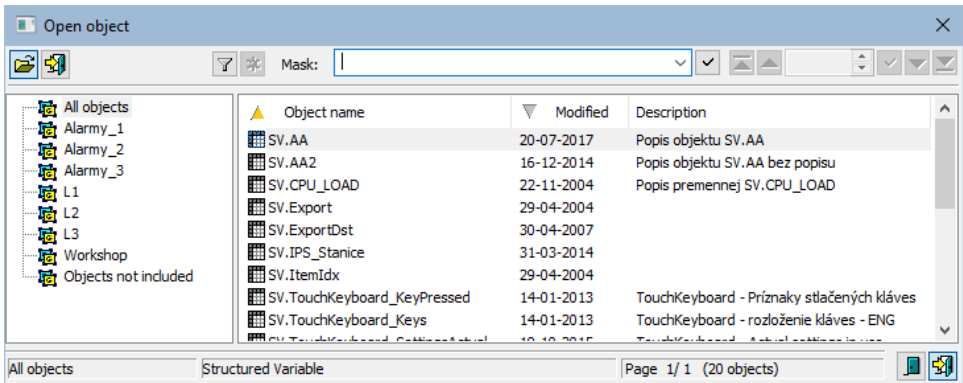 Open object
Mask:
All objects
Alarmy_1
Alarmy_2
Alarmy_3
L1
L2
L3
Workshop
Objects not included
Object name Modified Description
SV.AA 20-07-2017 Popis objektu SV.AA
SV.AA2 16-12-2014 Popis objektu SV.AA bez popisu
SV.CPU_LOAD 22-11-2004 Popis premennej SV.CPU_LOAD
SV.Export 29-04-2004
SV.ExportDst 30-04-2007
SV.IPS_Stanice 31-03-2014
SV.ItemIdx 29-04-2004
SV.TouchKeyboard_KeyPressed 14-01-2013 TouchKeyboard - Príznaky stlačených kláves
SV.TouchKeyboard_Keys 14-01-2013 TouchKeyboard - rozloženie kláves - ENG
All objects Structured Variable Page 1/ 1 (20 objects)